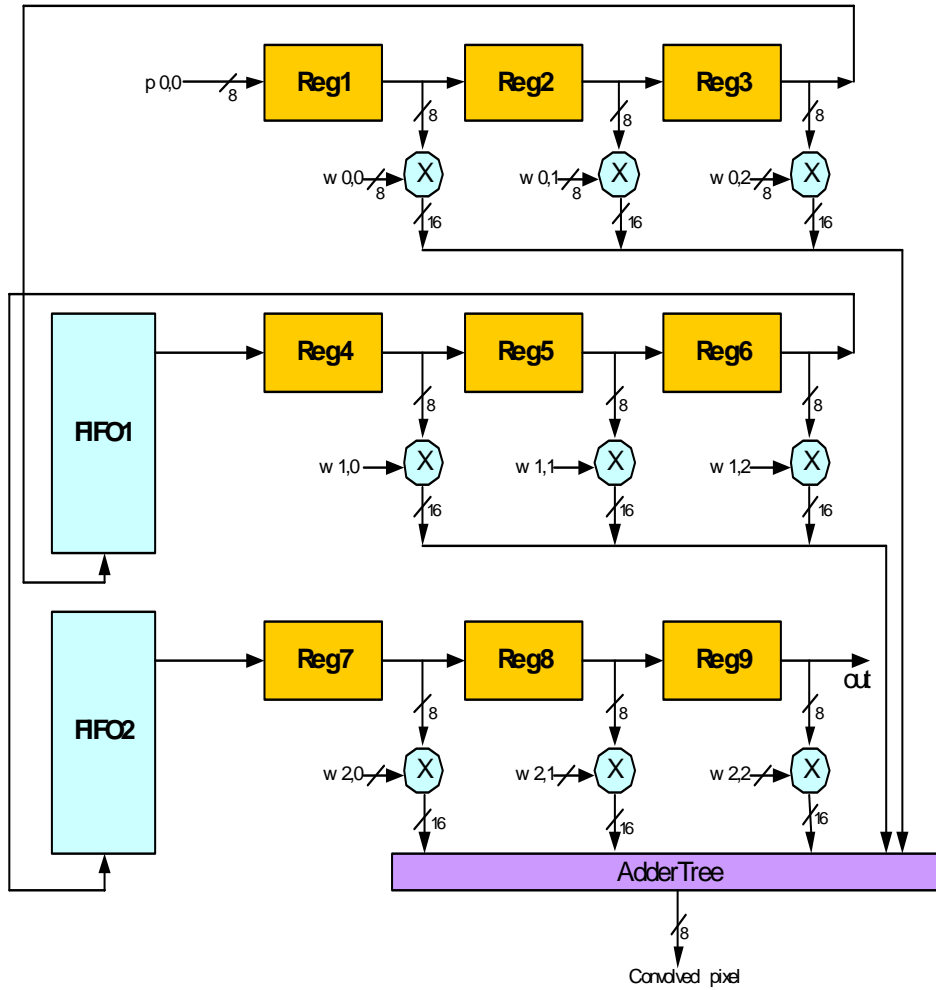 p 0,0
8
Reg1
Reg2
Reg3
8
8
8
w 0,0
8
X
w 0,1
8
X
w 0,2
8
X
16
16
16
FIFO1
Reg4
Reg5
Reg6
8
8
8
w 1,0
X
w 1,1
X
w 1,2
X
16
16
16
FIFO2
Reg7
Reg8
Reg9
out
8
8
8
w 2,0
X
w 2,1
X
w 2,2
X
16
16
16
AdderTree
8
Convolved pixel